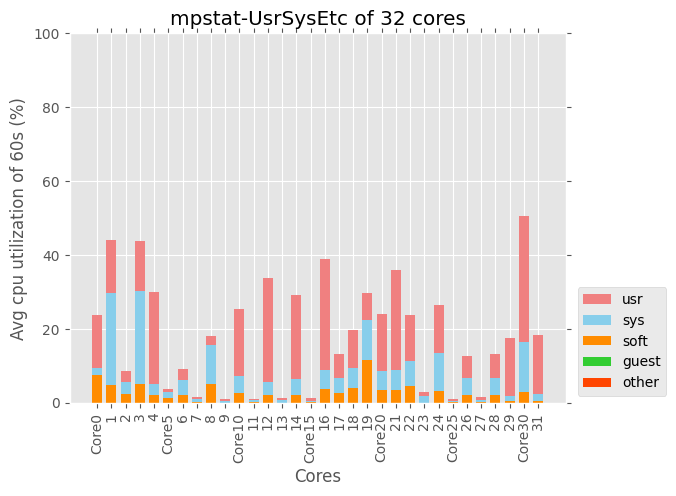 mpstat-UsrSysEtc of 32 cores
Avg cpu utilization of 60s (%)
100
80
60
40
20
0
Core0
1
2
3
4
Core5
6
7
8
9
Core10
11
12
13
14
Core15
16
17
18
19
Core20
21
22
23
24
Core25
26
27
28
29
Core30
31
Cores
usr
sys
soft
guest
other